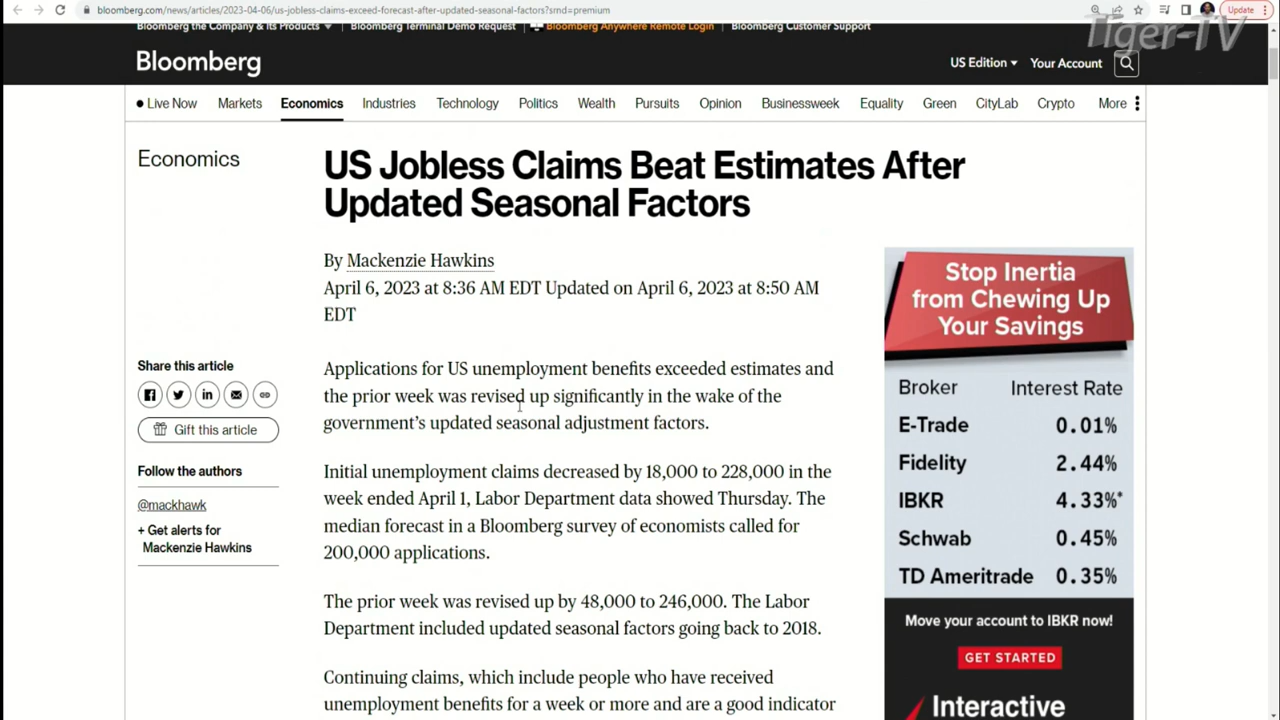 bloomberg.com/news/articles/2023-04-06/us-jobless-claims-exceed-forecast-after-updated-seasonal-factors?srnd=premium
Update
Tiger-TV
Bloomberg the Company & Its Products
Bloomberg Terminal Demo Request
Bloomberg Anywhere Remote Login
Bloomberg Customer Support
Bloomberg
US Edition
Your Account
Live Now
Markets
Economics
Industries
Technology
Politics
Wealth
Pursuits
Opinion
Businessweek
Equality
Green
CityLab
Crypto
More
Economics
US Jobless Claims Beat Estimates After
Updated Seasonal Factors
By Mackenzie Hawkins
April 6, 2023 at 8:36 AM EDT Updated on April 6, 2023 at 8:50 AM
EDT
Share this article
Gift this article
Follow the authors
@mackhawk
+ Get alerts for
Mackenzie Hawkins
Applications for US unemployment benefits exceeded estimates and
the prior week was revised up significantly in the wake of the
government's updated seasonal adjustment factors.
Initial unemployment claims decreased by 18,000 to 228,000 in the
week ended April 1, Labor Department data showed Thursday. The
median forecast in a Bloomberg survey of economists called for
200,000 applications.
The prior week was revised up by 48,000 to 246,000. The Labor
Department included updated seasonal factors going back to 2018.
Continuing claims, which include people who have received
unemployment benefits for a week or more and are a good indicator
Stop Inertia
from Chewing Up
Your Savings
Broker Interest Rate
E-Trade 0.01%
Fidelity 2.44%
IBKR 4.33%*
Schwab 0.45%
TD Ameritrade 0.35%
Move your account to IBKR now!
GET STARTED
Interactive